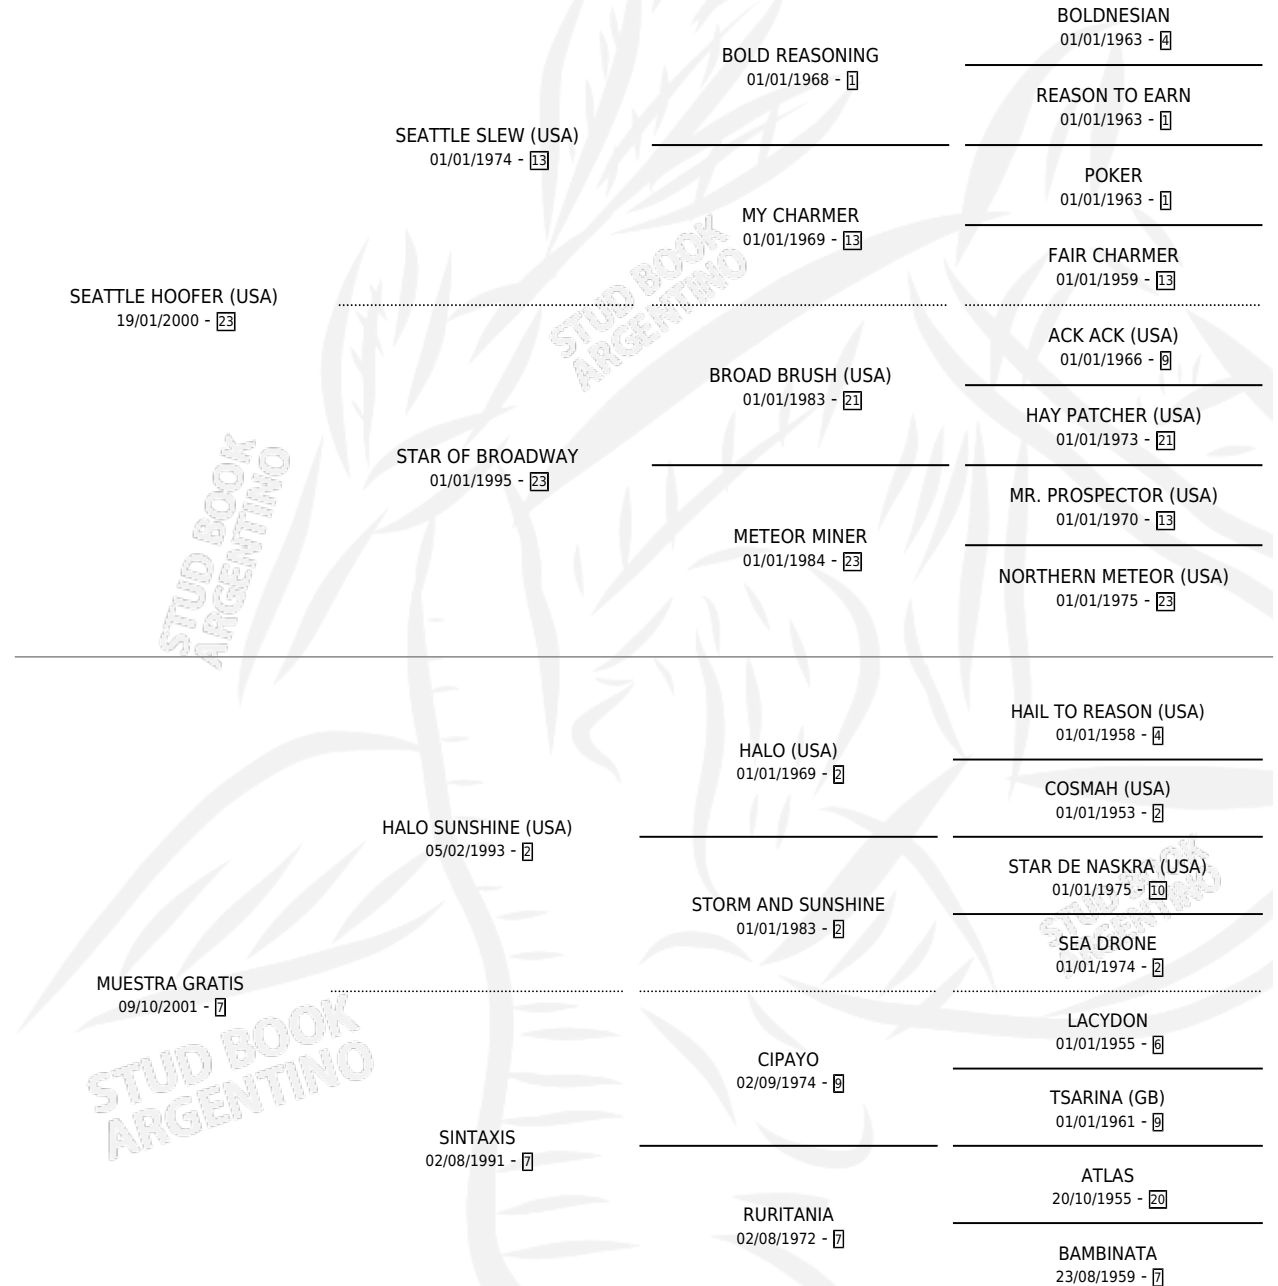 BOLDNESIAN
01/01/1963 - 4
BOLD REASONING
01/01/1968 - 1
REASON TO EARN
01/01/1963 - 1
SEATTLE SLEW (USA)
01/01/1974 - 13
POKER
01/01/1963 - 1
MY CHARMER
01/01/1969 - 13
FAIR CHARMER
01/01/1959 - 13
SEATTLE HOOFER (USA)
19/01/2000 - 23
ACK ACK (USA)
01/01/1966 - 9
BROAD BRUSH (USA)
01/01/1983 - 21
HAY PATCHER (USA)
01/01/1973 - 21
STAR OF BROADWAY
01/01/1995 - 23
MR. PROSPECTOR (USA)
01/01/1970 - 13
METEOR MINER
01/01/1984 - 23
NORTHERN METEOR (USA)
01/01/1975 - 23
STUD BOOK
ARGENTINO
STUD BOOK
ARGENTINO
HAIL TO REASON (USA)
01/01/1958 - 4
HALO (USA)
01/01/1969 - 2
COSMAH (USA)
01/01/1953 - 2
HALO SUNSHINE (USA)
05/02/1993 - 2
STAR DE NASKRA (USA)
01/01/1975 - 10
STORM AND SUNSHINE
01/01/1983 - 2
SEA DRONE
01/01/1974 - 2
MUESTRA GRATIS
09/10/2001 - 7
LACYDON
01/01/1955 - 6
CIPAYO
02/09/1974 - 9
TSARINA (GB)
01/01/1961 - 9
SINTAXIS
02/08/1991 - 7
ATLAS
20/10/1955 - 20
RURITANIA
02/08/1972 - 7
BAMBINATA
23/08/1959 - 7
STUD BOOK
ARGENTINO
STUD BOOK
ARGENTINO